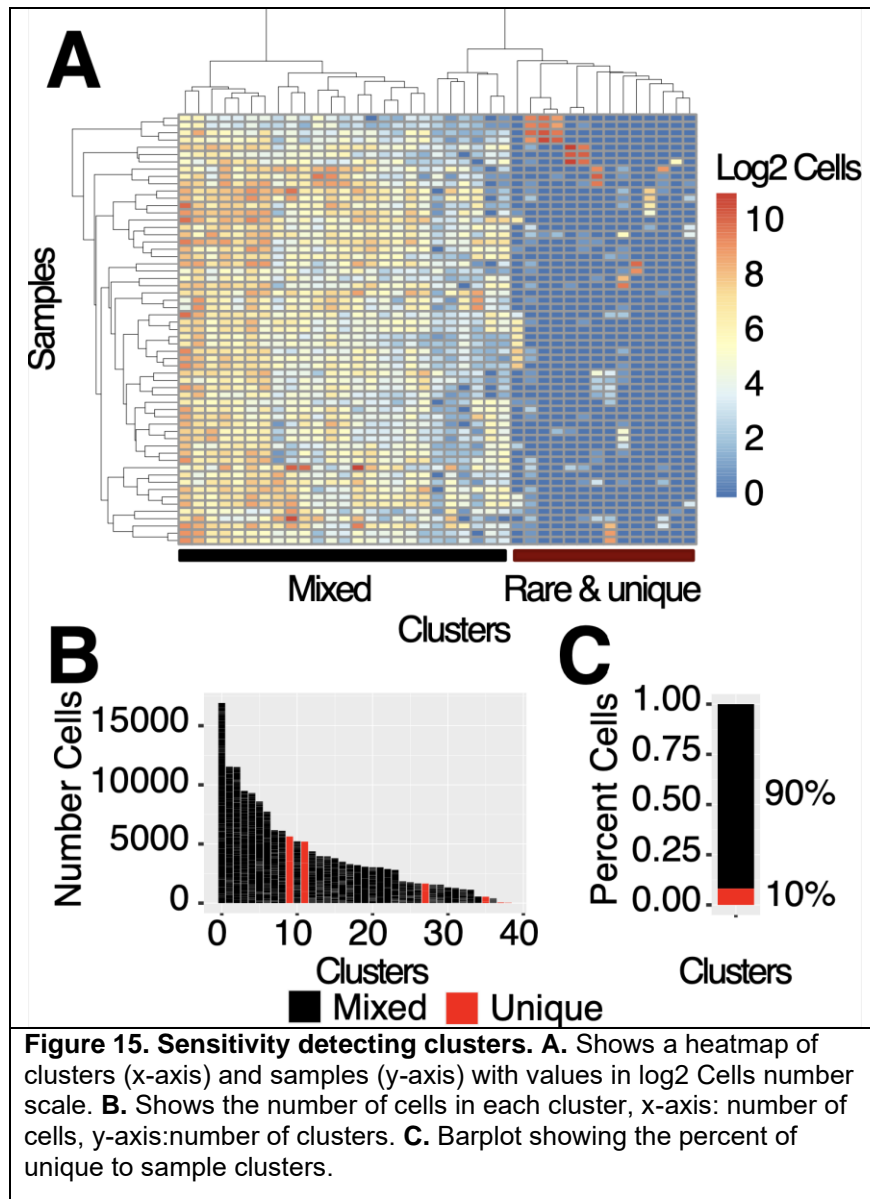 A
Log2 Cells
10
8
6
4
2
0
Samples
Mixed
Rare & unique
Clusters
B
Number Cells
15000
10000
5000
0
0
10
20
30
40
Clusters
C
Percent Cells
1.00
0.75
0.50
0.25
0.00
90%
10%
Clusters
Mixed
Unique
Figure 15. Sensitivity detecting clusters. A. Shows a heatmap of
clusters (x-axis) and samples (y-axis) with values in log2 Cells number
scale. B. Shows the number of cells in each cluster, x-axis: number of
cells, y-axis:number of clusters. C. Barplot showing the percent of
unique to sample clusters.